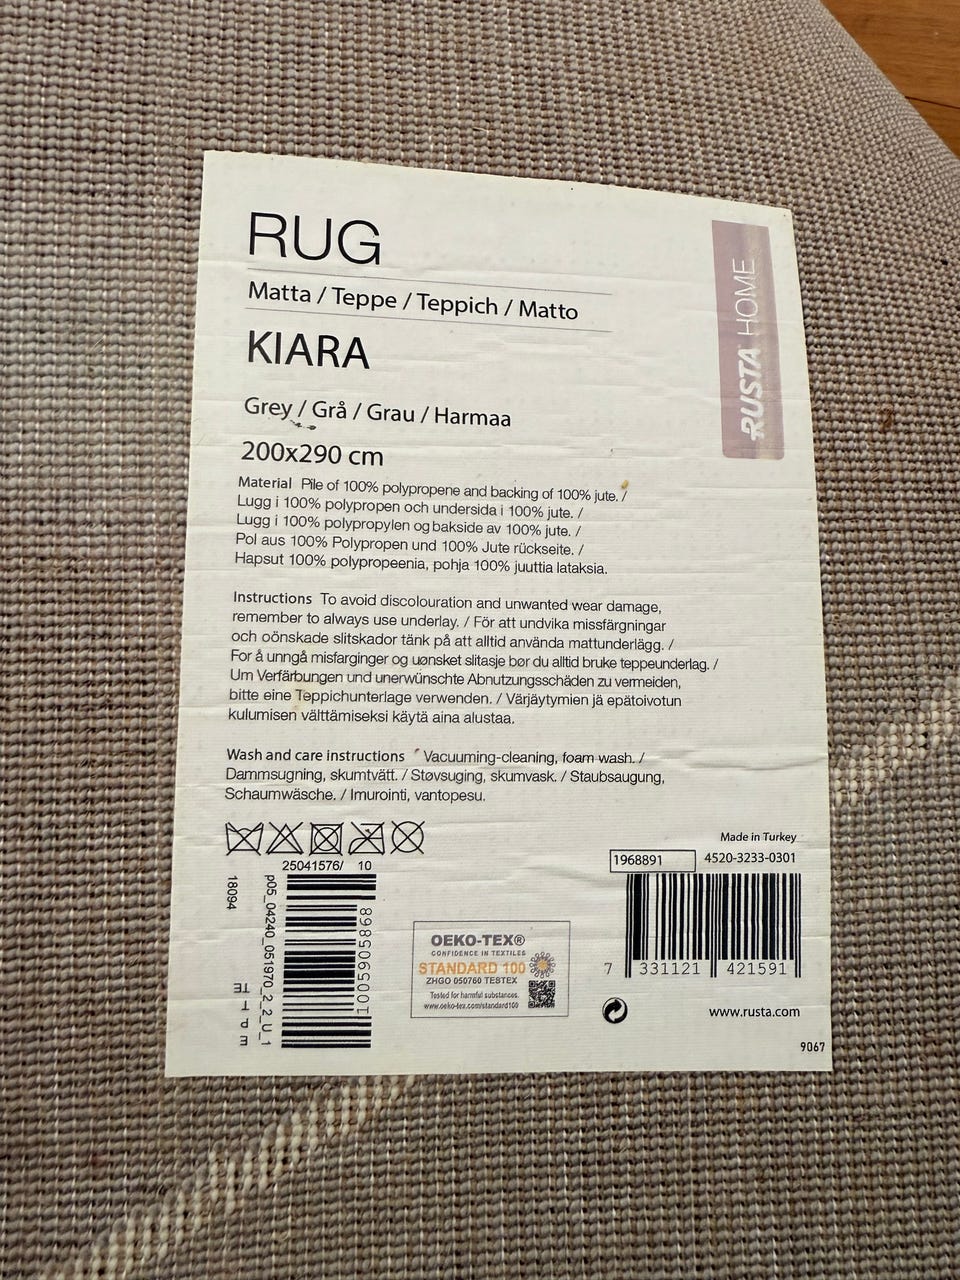 RUG
Matta / Teppe / Teppich / Matto
KIARA
Grey / Grå / Grau / Harmaa
200x290 cm
RUSTA HOME
Material Pile of 100% polypropene and backing of 100% jute. /
Lugg i 100% polypropen och undersida i 100% jute. /
Lugg i 100% polypropylen og bakside av 100% jute. /
Pol aus 100% Polypropen und 100% Jute rückseite. /
Hapsut 100% polypropeenia, pohja 100% juuttia lataksia.
Instructions To avoid discolouration and unwanted wear damage,
remember to always use underlay. / För att undvika missfärgningar
och oönskade slitskador tänk på att alltid använda mattunderlägg. /
For å unngå misfarginger og uønsket slitasje bør du alltid bruke teppeunderlag. /
Um Verfärbungen und unerwünschte Abnutzungsschäden zu vermeiden,
bitte eine Teppichunterlage verwenden. / Värjäytymien jä epätoivotun
kulumisen välttämiseksi käytä aina alustaa.
Wash and care instructions Vacuuming-cleaning, foam wash. /
Dammsugning, skumtvätt. / Støvsuging, skumvask. / Staubsaugung,
Schaumwäsche. / Imurointi, vantopesu.
25041576/ 10
18094
p05_04240_051970_2_2_U_1
100590905898
E P T TE
OEKO-TEX®
CONFIDENCE IN TEXTILES
STANDARD 100
ZHGO 050760 TESTEX
Tested for harmful substances.
www.oeko-tex.com/standard100
Made in Turkey
1968891 4520-3233-0301
7 331121 421591
www.rusta.com
9067